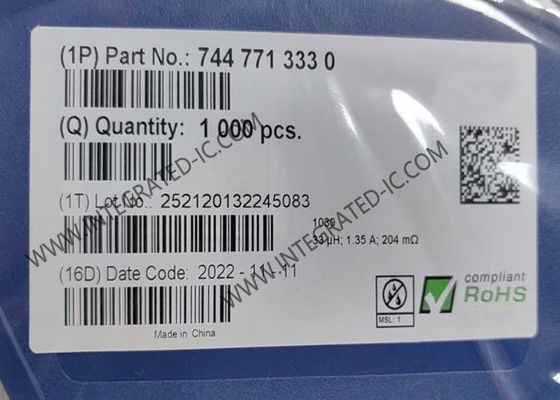 (1P) Part No.: 744 771 333 0
(Q) Quantity: 1 000 pcs.
(1T) Lot No.: 252120132245083
1030
33 µH; 1.35 A; 204 mΩ
(16D) Date Code: 2022 - 11 - 11
Made in China
MSL: 1
compliant
RoHS
WWW.INTEGRATED-IC.COM
WWW.INTEGRATED-IC.COM